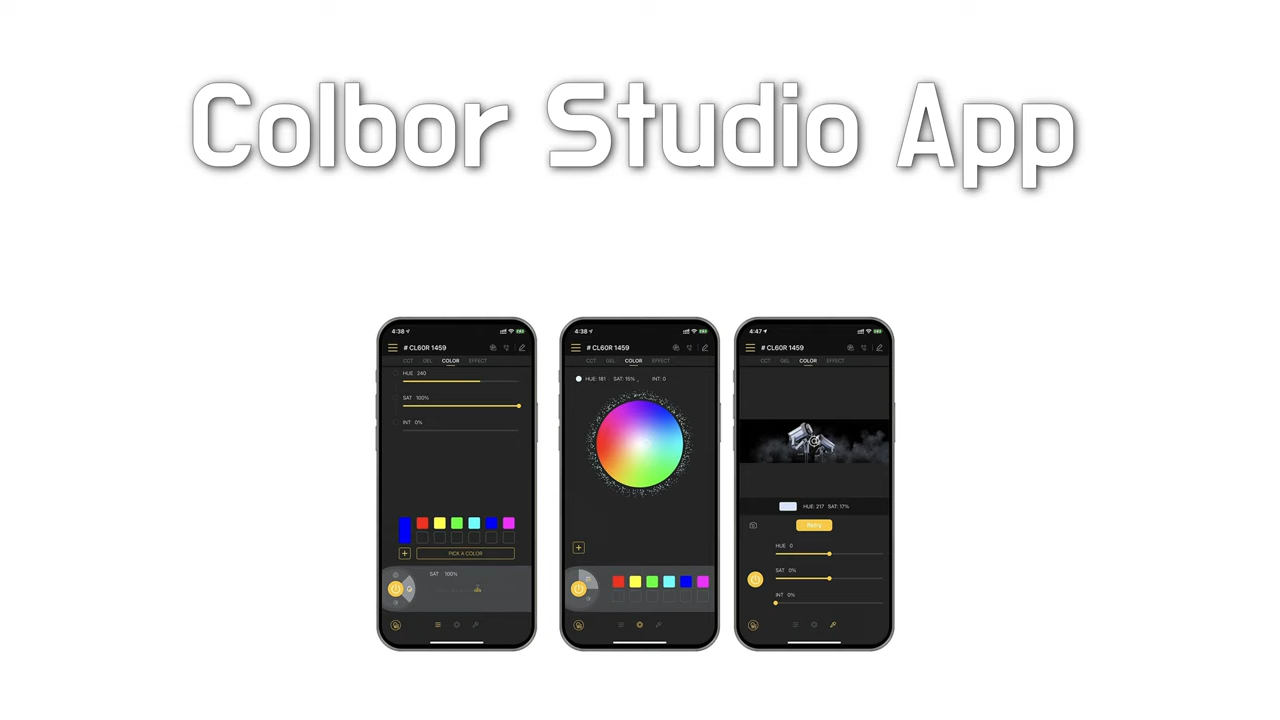 Colbor Studio App
4:38
# CL60R 1459
CCT GEL COLOR EFFECT
HUE 240
SAT 100%
INT 0%
PICK A COLOR
SAT 100%
4:38
# CL60R 1459
CCT GEL COLOR EFFECT
HUE: 181 SAT: 15% , INT: 0
4:47
# CL60R 1459
CCT GEL COLOR EFFECT
HUE: 217 SAT: 17%
Retry
HUE 0
SAT 0%
INT 0%